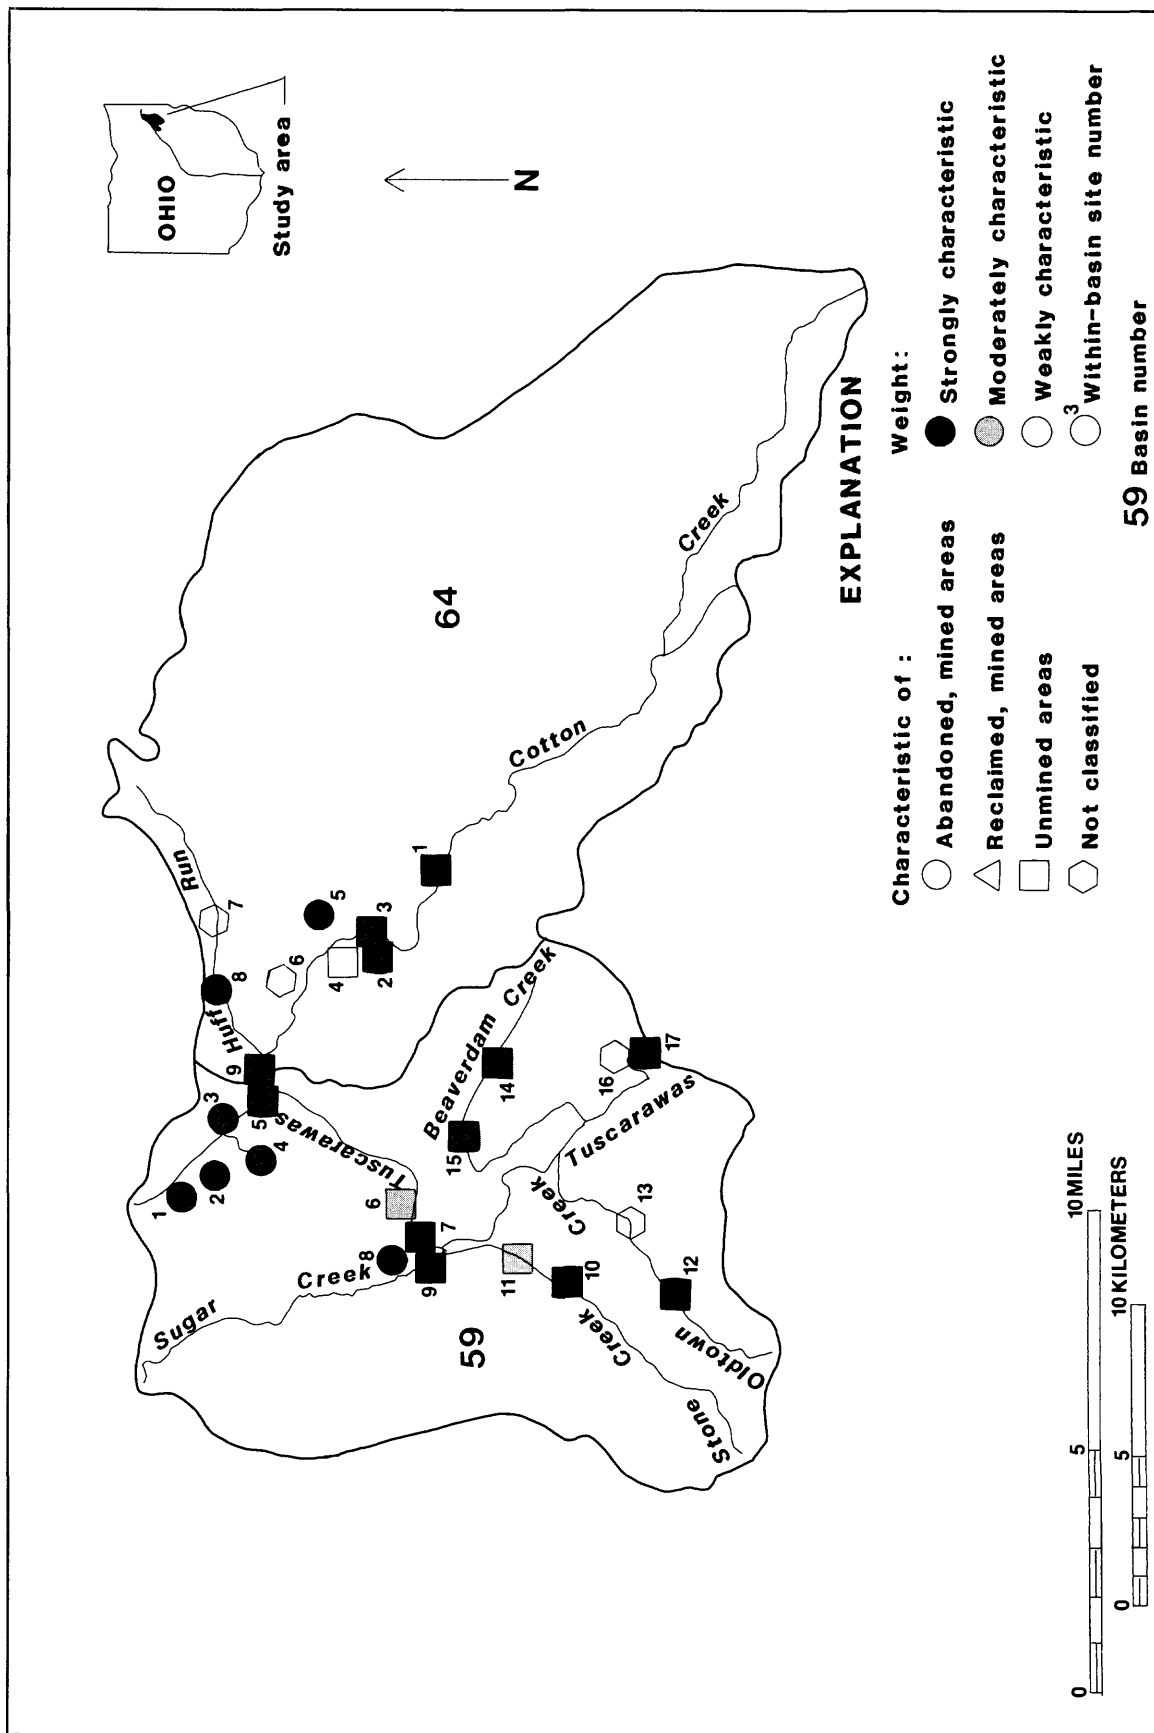 OHIO
Study area
N
64
59
Run
Huff
Cotton
Creek
Sugar
Creek
Tuscarawas
Beaverdam
Creek
Tuscarawas
Creek
Oldtown
Creek
Stone
7
8
6
5
4
3
2
1
9
3
5
4
2
1
6
7
8
9
11
10
12
13
14
15
16
17
EXPLANATION
Characteristic of :
Abandoned, mined areas
Reclaimed, mined areas
Unmined areas
Not classified
Weight:
Strongly characteristic
Moderately characteristic
Weakly characteristic
3
Within-basin site number
59 Basin number
0 5 10 MILES
0 5 10 KILOMETERS